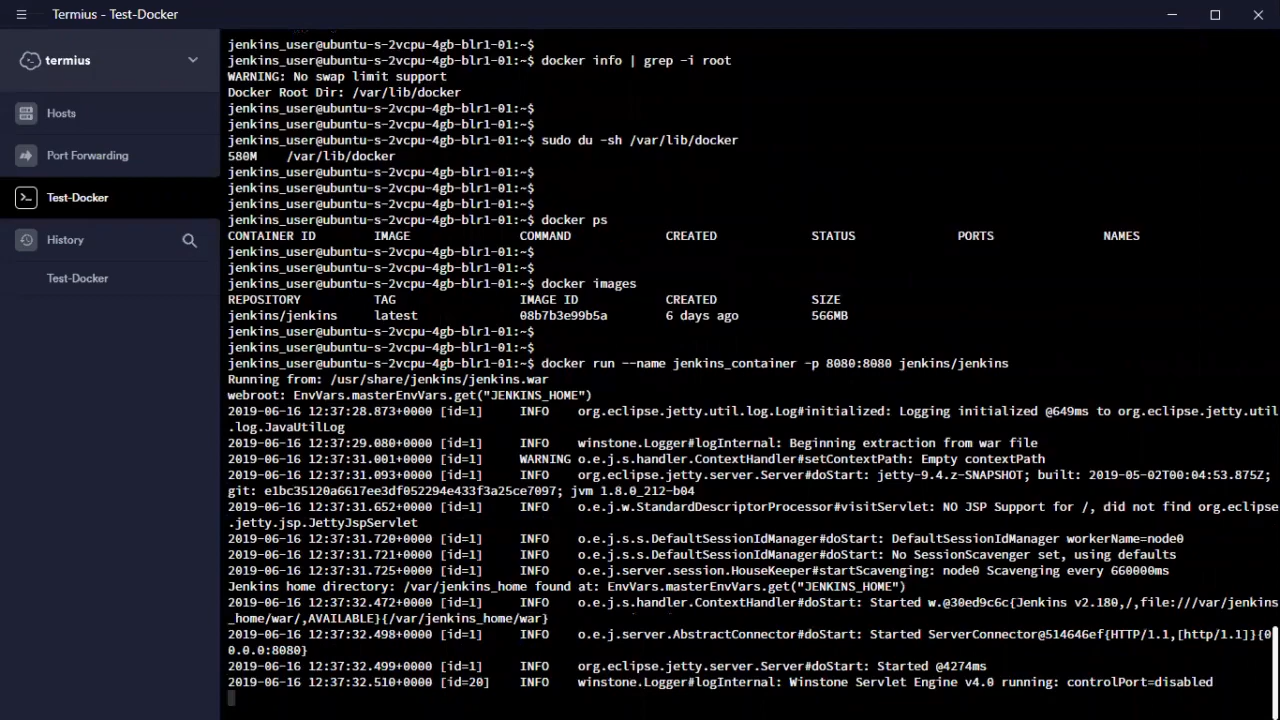 Termius - Test-Docker
termius
Hosts
Port Forwarding
Test-Docker
History
Test-Docker
jenkins_user@ubuntu-s-2vcpu-4gb-blr1-01:~$
jenkins_user@ubuntu-s-2vcpu-4gb-blr1-01:~$ docker info | grep -i root
WARNING: No swap limit support
Docker Root Dir: /var/lib/docker
jenkins_user@ubuntu-s-2vcpu-4gb-blr1-01:~$
jenkins_user@ubuntu-s-2vcpu-4gb-blr1-01:~$
jenkins_user@ubuntu-s-2vcpu-4gb-blr1-01:~$ sudo du -sh /var/lib/docker
580M /var/lib/docker
jenkins_user@ubuntu-s-2vcpu-4gb-blr1-01:~$
jenkins_user@ubuntu-s-2vcpu-4gb-blr1-01:~$
jenkins_user@ubuntu-s-2vcpu-4gb-blr1-01:~$
jenkins_user@ubuntu-s-2vcpu-4gb-blr1-01:~$ docker ps
CONTAINER ID IMAGE COMMAND CREATED STATUS PORTS NAMES
jenkins_user@ubuntu-s-2vcpu-4gb-blr1-01:~$
jenkins_user@ubuntu-s-2vcpu-4gb-blr1-01:~$
jenkins_user@ubuntu-s-2vcpu-4gb-blr1-01:~$ docker images
REPOSITORY TAG IMAGE ID CREATED SIZE
jenkins/jenkins latest 08b7b3e99b5a 6 days ago 566MB
jenkins_user@ubuntu-s-2vcpu-4gb-blr1-01:~$
jenkins_user@ubuntu-s-2vcpu-4gb-blr1-01:~$
jenkins_user@ubuntu-s-2vcpu-4gb-blr1-01:~$ docker run --name jenkins_container -p 8080:8080 jenkins/jenkins
Running from: /usr/share/jenkins/jenkins.war
webroot: EnvVars.masterEnvVars.get("JENKINS_HOME")
2019-06-16 12:37:28.873+0000 [id=1] INFO org.eclipse.jetty.util.log.Log#initialized: Logging initialized @649ms to org.eclipse.jetty.util
.log.JavaUtilLog
2019-06-16 12:37:29.080+0000 [id=1] INFO winstone.Logger#logInternal: Beginning extraction from war file
2019-06-16 12:37:31.001+0000 [id=1] WARNING o.e.j.s.handler.ContextHandler#setContextPath: Empty contextPath
2019-06-16 12:37:31.093+0000 [id=1] INFO org.eclipse.jetty.server.Server#doStart: jetty-9.4.z-SNAPSHOT; built: 2019-05-02T00:04:53.875Z;
git: e1bc35120a6617ee3df052294e433f3a25ce7097; jvm 1.8.0_212-b04
2019-06-16 12:37:31.652+0000 [id=1] INFO o.e.j.w.StandardDescriptorProcessor#visitServlet: NO JSP Support for /, did not find org.eclipse
.jetty.jsp.JettyJspServlet
2019-06-16 12:37:31.720+0000 [id=1] INFO o.e.j.s.s.DefaultSessionIdManager#doStart: DefaultSessionIdManager workerName=node0
2019-06-16 12:37:31.721+0000 [id=1] INFO o.e.j.s.s.DefaultSessionIdManager#doStart: No SessionScavenger set, using defaults
2019-06-16 12:37:31.725+0000 [id=1] INFO o.e.j.server.session.HouseKeeper#startScavenging: node0 Scavenging every 660000ms
Jenkins home directory: /var/jenkins_home found at: EnvVars.masterEnvVars.get("JENKINS_HOME")
2019-06-16 12:37:32.472+0000 [id=1] INFO o.e.j.s.handler.ContextHandler#doStart: Started w.@30ed9c6c{Jenkins v2.180,/,file:///var/jenkins
_home/war/,AVAILABLE}{/var/jenkins_home/war}
2019-06-16 12:37:32.498+0000 [id=1] INFO o.e.j.server.AbstractConnector#doStart: Started ServerConnector@514646ef{HTTP/1.1,[http/1.1]}{0.
0.0.0:8080}
2019-06-16 12:37:32.499+0000 [id=1] INFO org.eclipse.jetty.server.Server#doStart: Started @4274ms
2019-06-16 12:37:32.510+0000 [id=20] INFO winstone.Logger#logInternal: Winstone Servlet Engine v4.0 running: controlPort=disabled